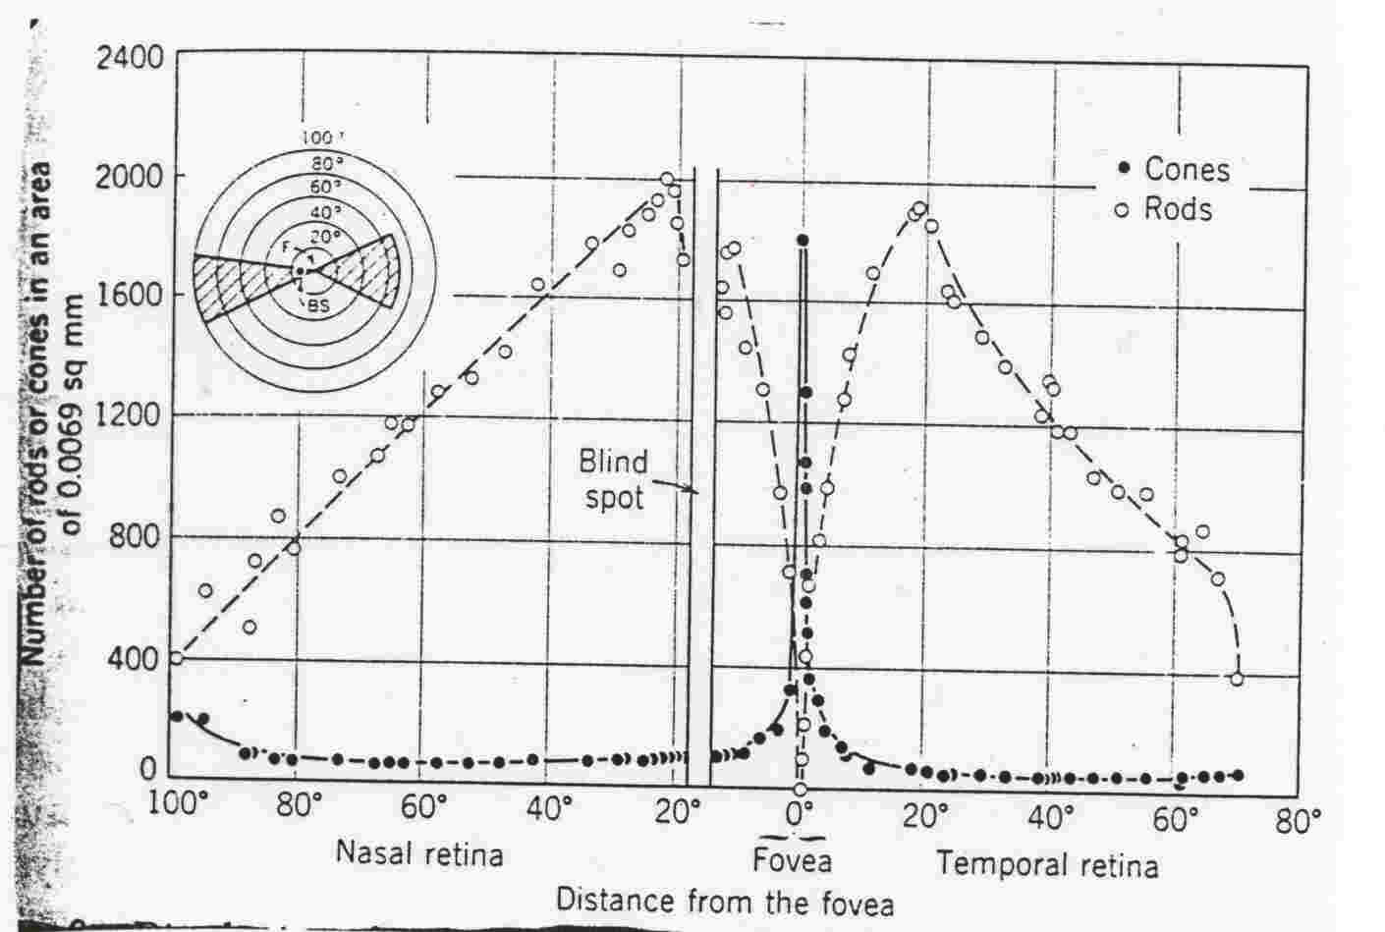 Number of rods or cones in an area
of 0.0069 sq mm
2400
2000
1600
1200
800
400
0
100°
80°
60°
40°
20°
F
BS
Cones
Rods
Blind
spot
100° 80° 60° 40° 20° 0° 20° 40° 60° 80°
Nasal retina Fovea Temporal retina
Distance from the fovea